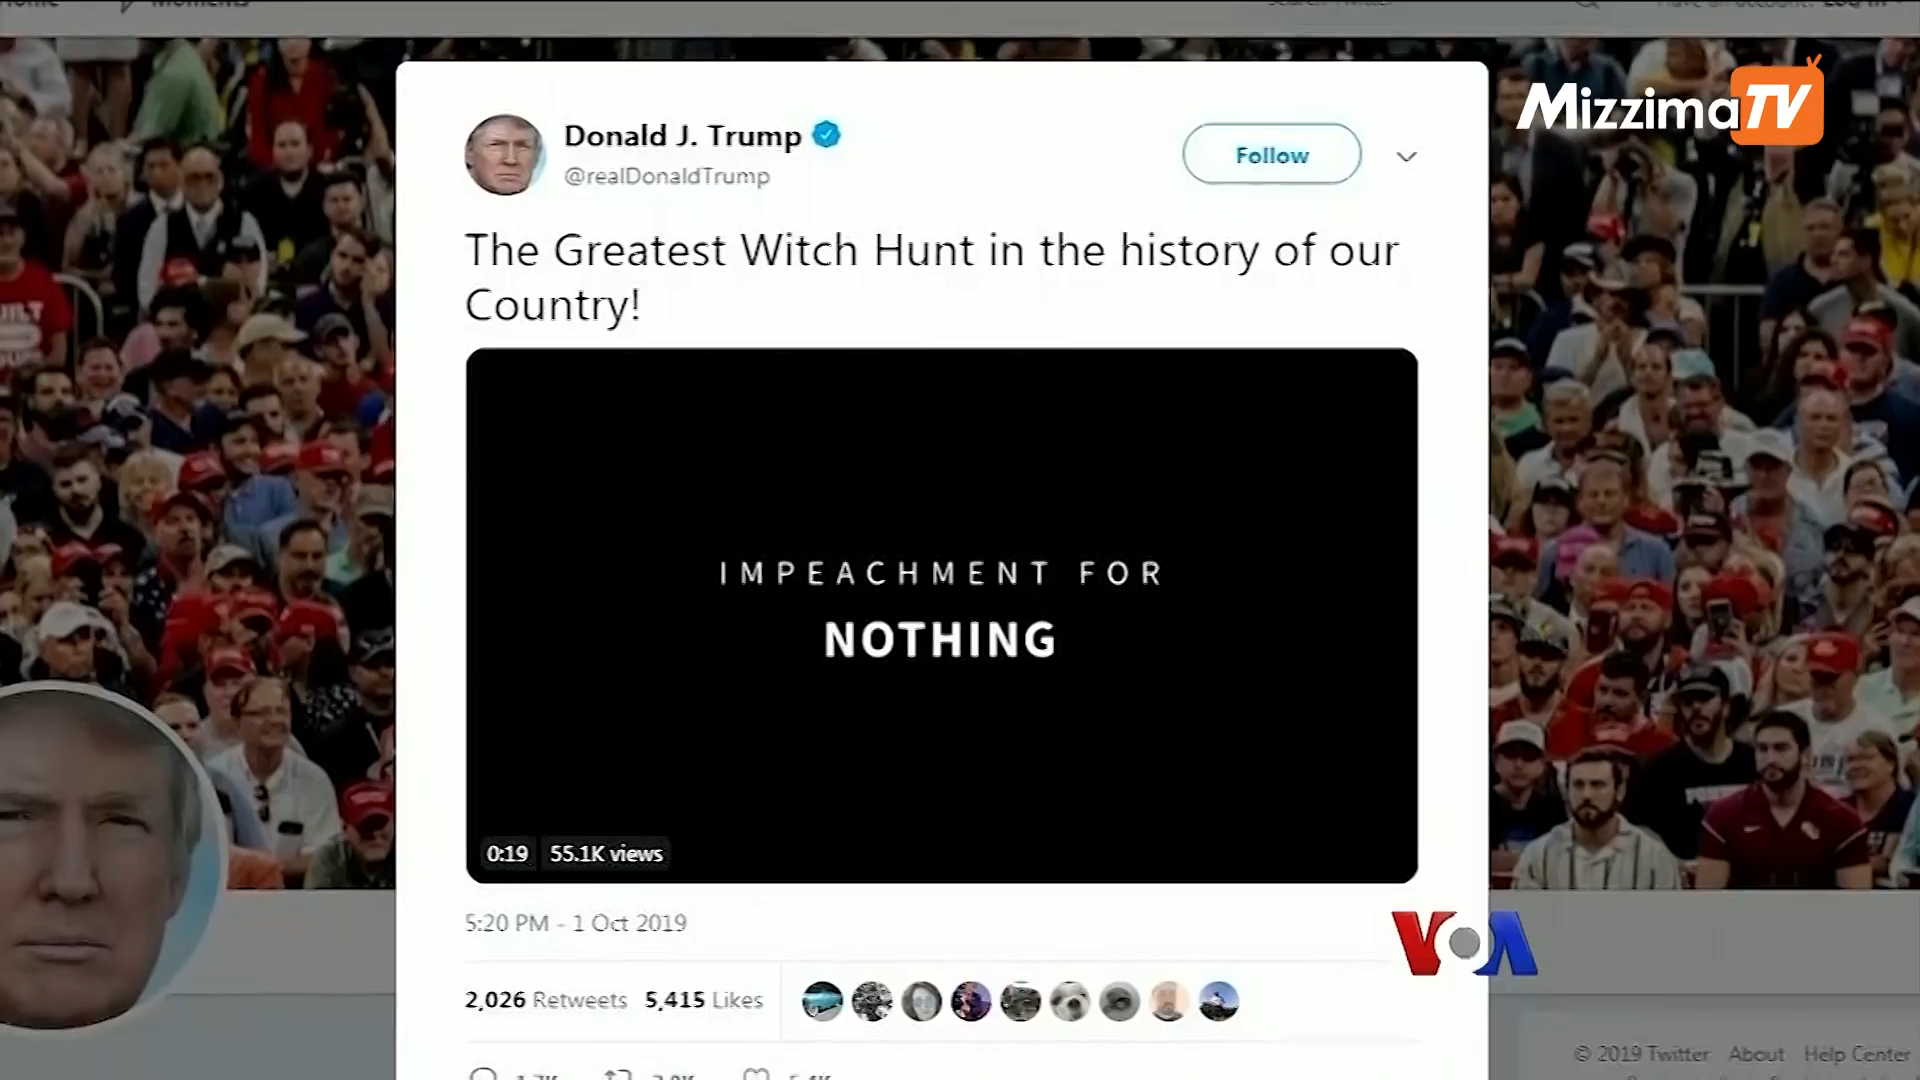 Moments
MizzimaTV
Donald J. Trump
@realDonaldTrump
Follow
The Greatest Witch Hunt in the history of our
Country!
IMPEACHMENT FOR
NOTHING
0:19 55.1K views
5:20 PM - 1 Oct 2019
VOA
2,026 Retweets 5,415 Likes
© 2019 Twitter About Help Center